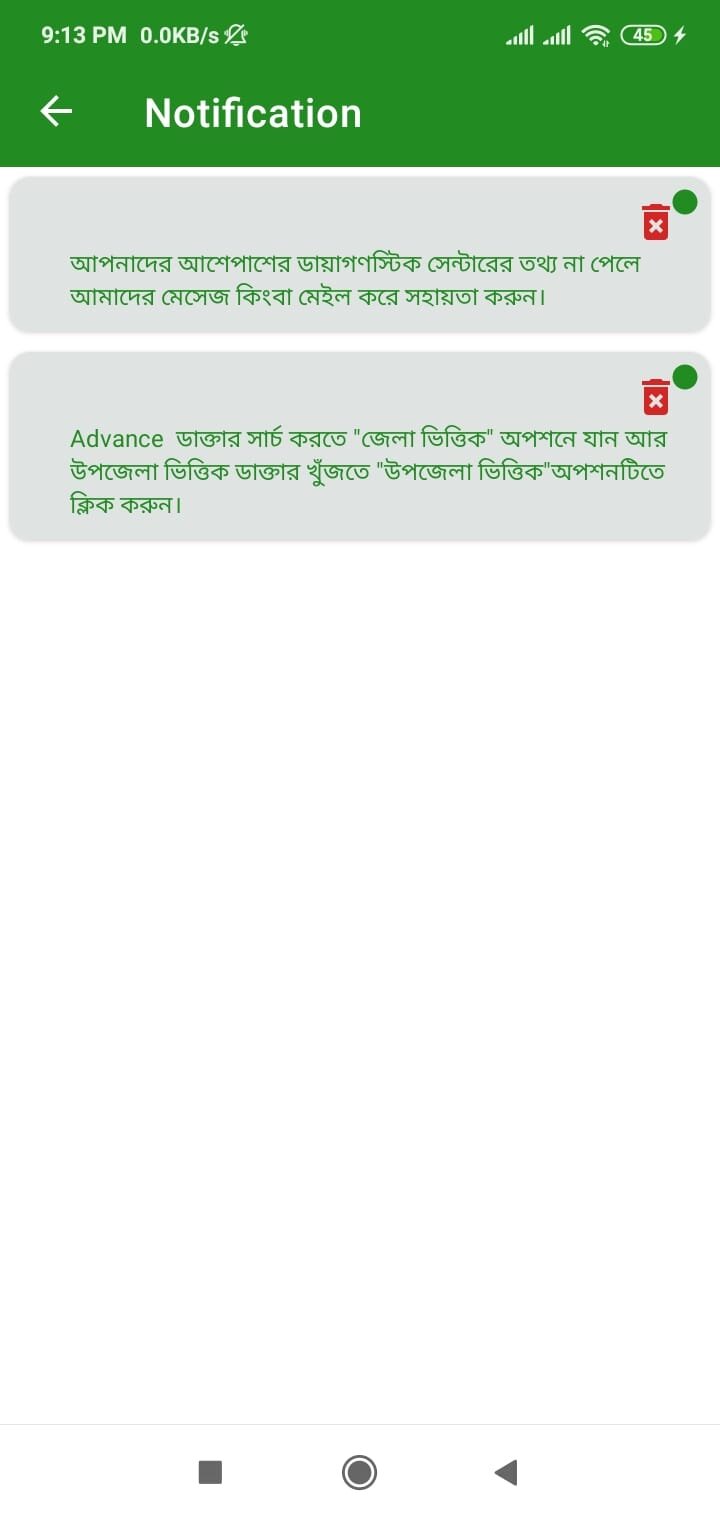 9:13 PM 0.0KB/s 45
Notification
আপনাদের আশেপাশের ডায়াগণস্টিক সেন্টারের তথ্য না পেলে
আমাদের মেসেজ কিংবা মেইল করে সহায়তা করুন।
Advance ডাক্তার সার্চ করতে "জেলা ভিত্তিক" অপশনে যান আর
উপজেলা ভিত্তিক ডাক্তার খুঁজতে "উপজেলা ভিত্তিক"অপশনটিতে
ক্লিক করুন।